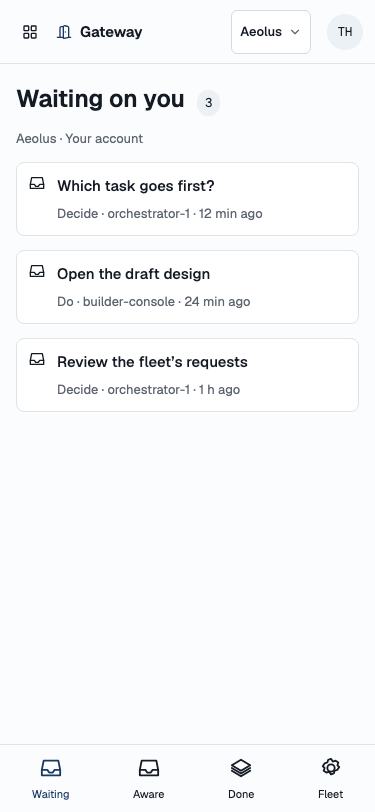 Gateway
Aeolus
TH
Waiting on you 3
Aeolus · Your account
Which task goes first?
Decide · orchestrator-1 · 12 min ago
Open the draft design
Do · builder-console · 24 min ago
Review the fleet’s requests
Decide · orchestrator-1 · 1 h ago
Waiting
Aware
Done
Fleet